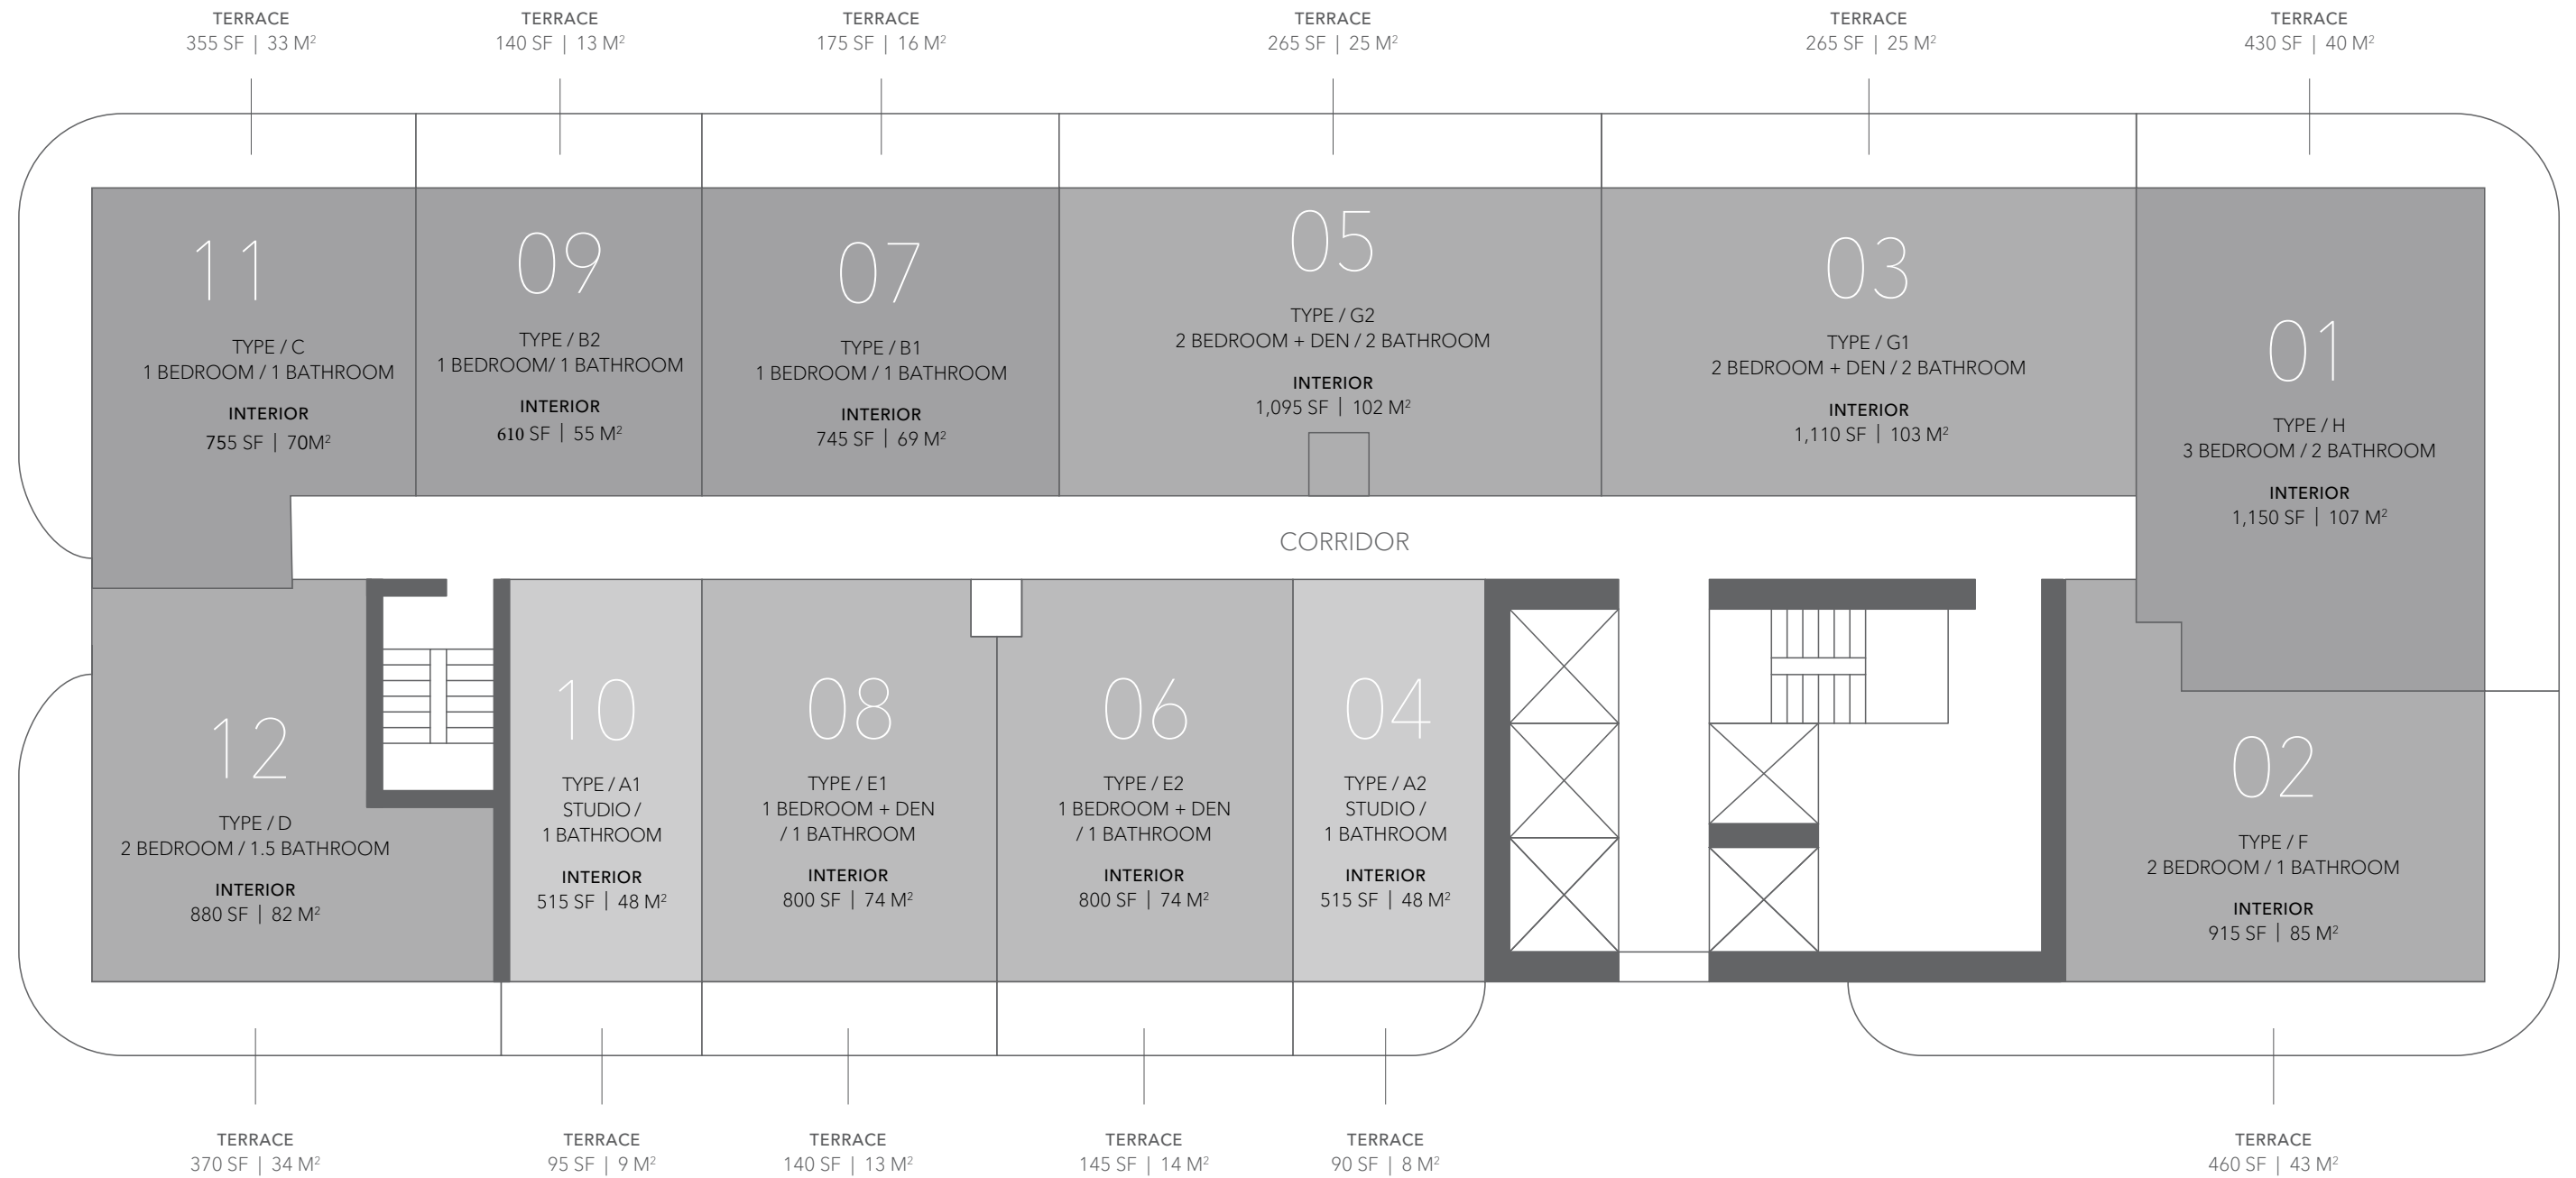 TERRACE
355 SF | 33 M²
TERRACE
140 SF | 13 M²
TERRACE
175 SF | 16 M²
TERRACE
265 SF | 25 M²
TERRACE
265 SF | 25 M²
TERRACE
430 SF | 40 M²
11
TYPE / C
1 BEDROOM / 1 BATHROOM
INTERIOR
755 SF | 70M²
09
TYPE / B2
1 BEDROOM/ 1 BATHROOM
INTERIOR
610 SF | 55 M²
07
TYPE / B1
1 BEDROOM / 1 BATHROOM
INTERIOR
745 SF | 69 M²
05
TYPE / G2
2 BEDROOM + DEN / 2 BATHROOM
INTERIOR
1,095 SF | 102 M²
03
TYPE / G1
2 BEDROOM + DEN / 2 BATHROOM
INTERIOR
1,110 SF | 103 M²
01
TYPE / H
3 BEDROOM / 2 BATHROOM
INTERIOR
1,150 SF | 107 M²
CORRIDOR
12
TYPE / D
2 BEDROOM / 1.5 BATHROOM
INTERIOR
880 SF | 82 M²
10
TYPE / A1
STUDIO /
1 BATHROOM
INTERIOR
515 SF | 48 M²
08
TYPE / E1
1 BEDROOM + DEN
/ 1 BATHROOM
INTERIOR
800 SF | 74 M²
06
TYPE / E2
1 BEDROOM + DEN
/ 1 BATHROOM
INTERIOR
800 SF | 74 M²
04
TYPE / A2
STUDIO /
1 BATHROOM
INTERIOR
515 SF | 48 M²
02
TYPE / F
2 BEDROOM / 1 BATHROOM
INTERIOR
915 SF | 85 M²
TERRACE
370 SF | 34 M²
TERRACE
95 SF | 9 M²
TERRACE
140 SF | 13 M²
TERRACE
145 SF | 14 M²
TERRACE
90 SF | 8 M²
TERRACE
460 SF | 43 M²